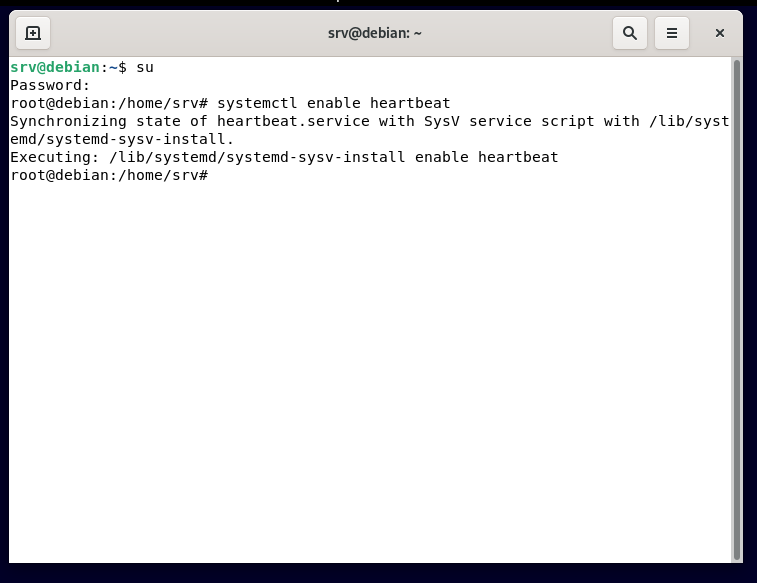 srv@debian: ~
srv@debian:~$ su
Password:
root@debian:/home/srv# systemctl enable heartbeat
Synchronizing state of heartbeat.service with SysV service script with /lib/syst
emd/systemd-sysv-install.
Executing: /lib/systemd/systemd-sysv-install enable heartbeat
root@debian:/home/srv#